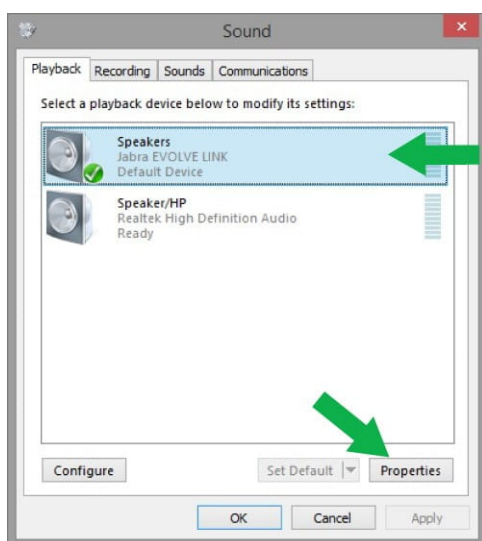 Sound
Playback Recording Sounds Communications
Select a playback device below to modify its settings:
Speakers
Jabra EVOLVE LINK
Default Device
Speaker/HP
Realtek High Definition Audio
Ready
Configure Set Default Properties
OK Cancel Apply